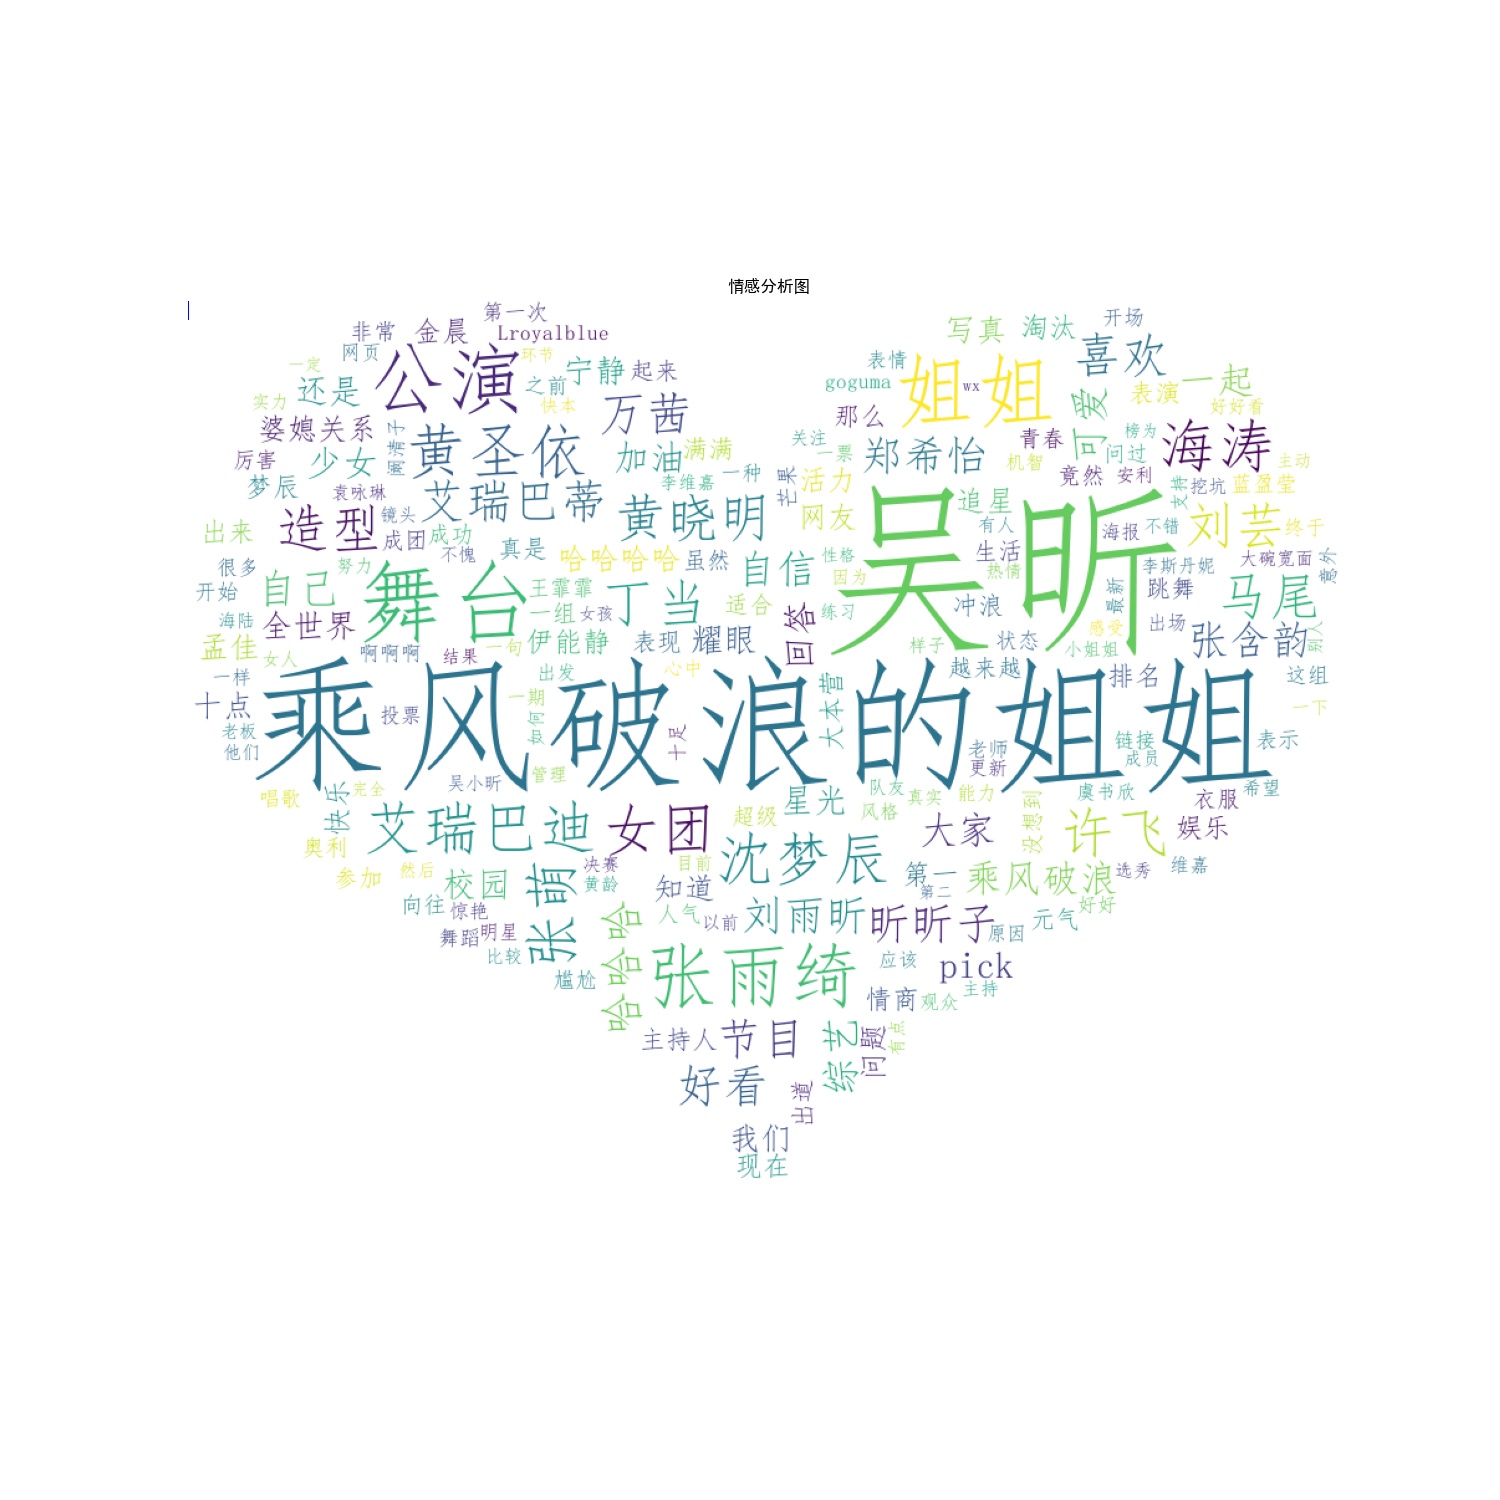 情感分析图
第一次
非常 金晨 Lroyalblue
网页 公演 环节
一定 还是 之前 宁静 起来
实力 快本 万茜
婆媳关系 阚清子 黄圣依
厉害 少女 加油 满满
梦辰 袁咏琳 艾瑞巴蒂 李维嘉 一种
出来 造型 镜头 黄晓明
成团 成功
很多 努力 不愧 真是 哈哈哈哈 虽然 自信
开始 自己 舞台 王霏霏 丁当 适合
海陆 全世界 一组 女孩
孟佳 女人 啊啊啊 结果 一句 伊能静 表现 耀眼 回答
开场
写真 淘汰
表情 姐姐 wx 喜欢
goguma 可爱 表演 一起
那么 好好看
关注 一票 青春 榜为 海涛
芒果 活力 郑希怡 机智 问过
竟然 安利 主动
网友 追星 支持 挖坑 蓝盈莹
吴昕 有人 海报 不错 刘芸 终于
性格 生活 李斯丹妮 大碗宽面 意外
因为 热情 最新 跳舞 马尾
练习 冲浪 感受 出场
样子 状态 小姐姐 张含韵 别人
一样 出发 心中 越来越 排名 这组
十点 投票 一期 一下
乘风破浪的姐姐
老板 如何 十足 大本营 老师 链接 表示
他们 更新 成员
吴小昕 管理
唱歌 快乐 完全 星光 队友 真实 能力 没想到 虞书欣 衣服 希望
奥利 艾瑞巴迪 女团 超级 风格 大家 许飞 娱乐
参加 然后 决赛 目前 沈梦辰
校园 黄龄 知道 第一 第二 乘风破浪 选秀 维嘉
向往 惊艳 张萌 人气 以前 刘雨昕 昕昕子 元气 好好
舞蹈 明星 原因
比较 哈哈哈
尴尬 张雨绮 应该 pick
情商 观众 主持
主持人 节目 综艺 问题 有点
好看 出道
我们
现在